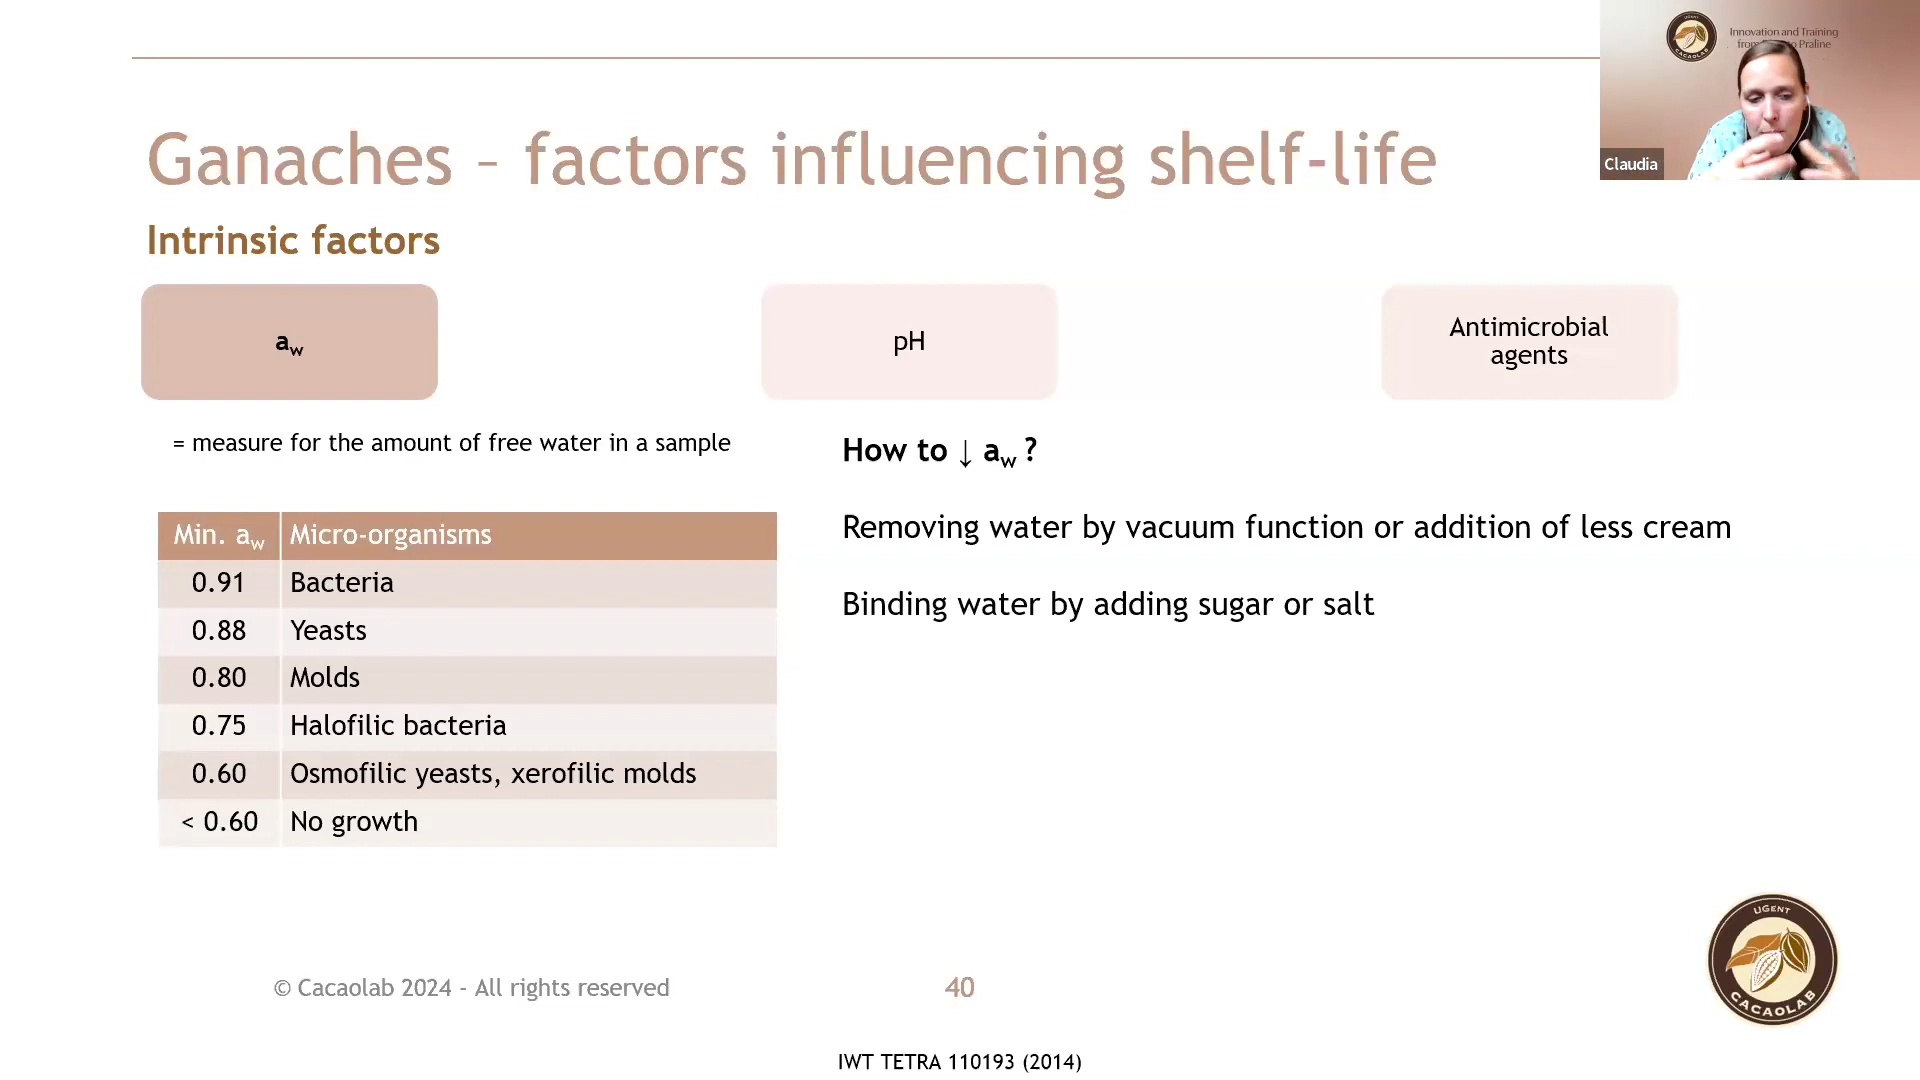 Innovation and Training
from
to Praline
Claudia
Ganaches – factors influencing shelf-life
Intrinsic factors
aw
pH
Antimicrobial
agents
= measure for the amount of free water in a sample
How to ↓ aw ?
Removing water by vacuum function or addition of less cream
Binding water by adding sugar or salt
Min. aw Micro-organisms
0.91 Bacteria
0.88 Yeasts
0.80 Molds
0.75 Halofilic bacteria
0.60 Osmofilic yeasts, xerofilic molds
< 0.60 No growth
UGENT
CACAOLAB
© Cacaolab 2024 - All rights reserved
40
IWT TETRA 110193 (2014)